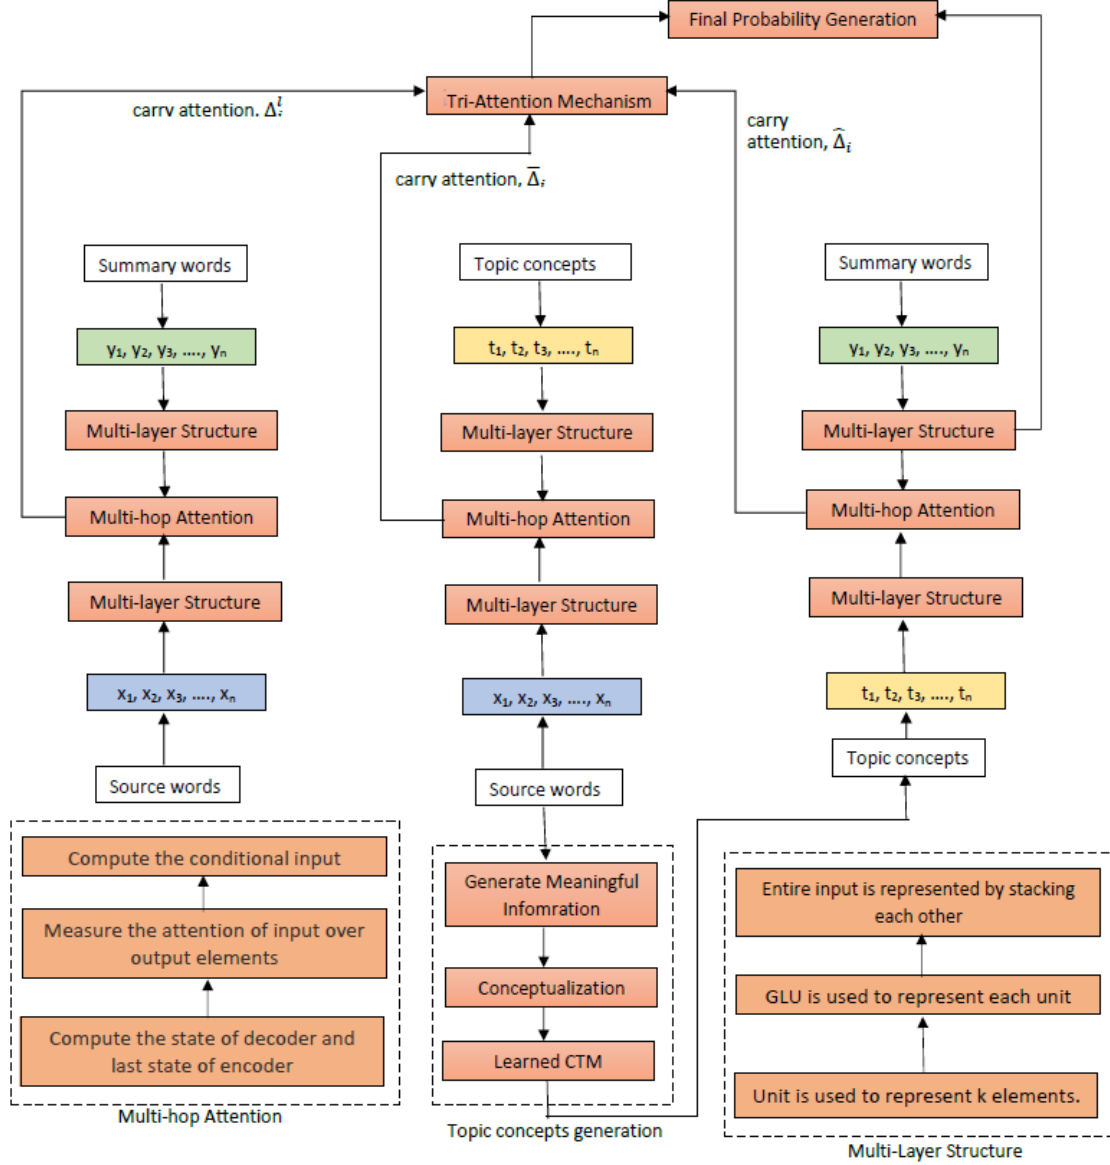 Final Probability Generation
Tri-Attention Mechanism
carry attention. Δˡᵢ
carry
attention, Δ̂ᵢ
carry attention, Δ̅ᵢ
Summary words
Topic concepts
Summary words
y₁, y₂, y₃, ...., yₙ
t₁, t₂, t₃, ...., tₙ
y₁, y₂, y₃, ...., yₙ
Multi-layer Structure
Multi-layer Structure
Multi-layer Structure
Multi-hop Attention
Multi-hop Attention
Multi-hop Attention
Multi-layer Structure
Multi-layer Structure
Multi-layer Structure
x₁, x₂, x₃, ...., xₙ
x₁, x₂, x₃, ...., xₙ
t₁, t₂, t₃, ...., tₙ
Source words
Source words
Topic concepts
Compute the conditional input
Measure the attention of input over
output elements
Compute the state of decoder and
last state of encoder
Multi-hop Attention
Generate Meaningful
Infomration
Conceptualization
Learned CTM
Topic concepts generation
Entire input is represented by stacking
each other
GLU is used to represent each unit
Unit is used to represent k elements.
Multi-Layer Structure